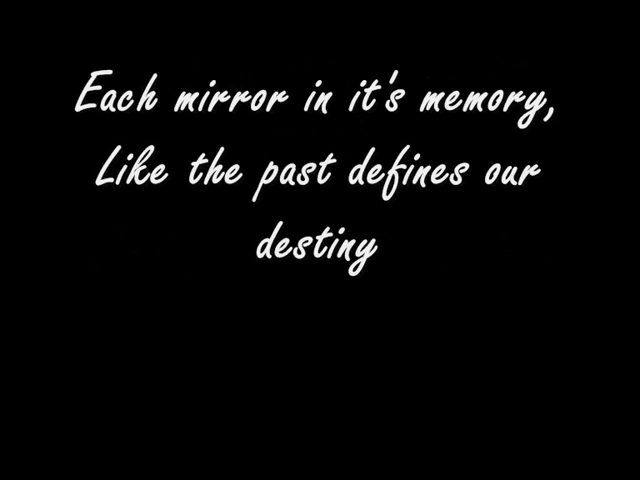 Each mirror in it's memory,
Like the past defines our
destiny